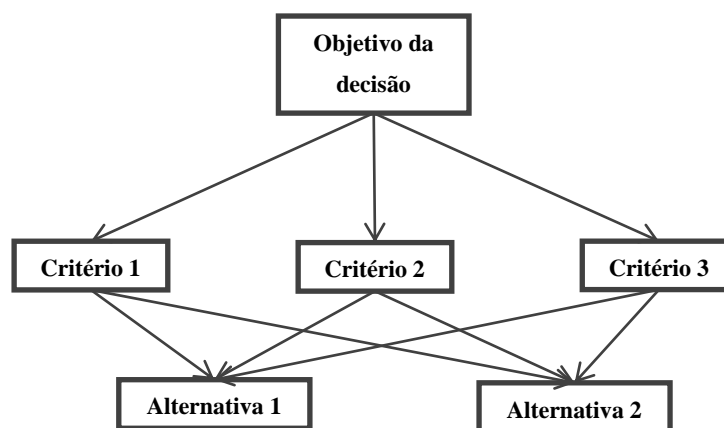 Objetivo da
decisão
Critério 1
Critério 2
Critério 3
Alternativa 1
Alternativa 2